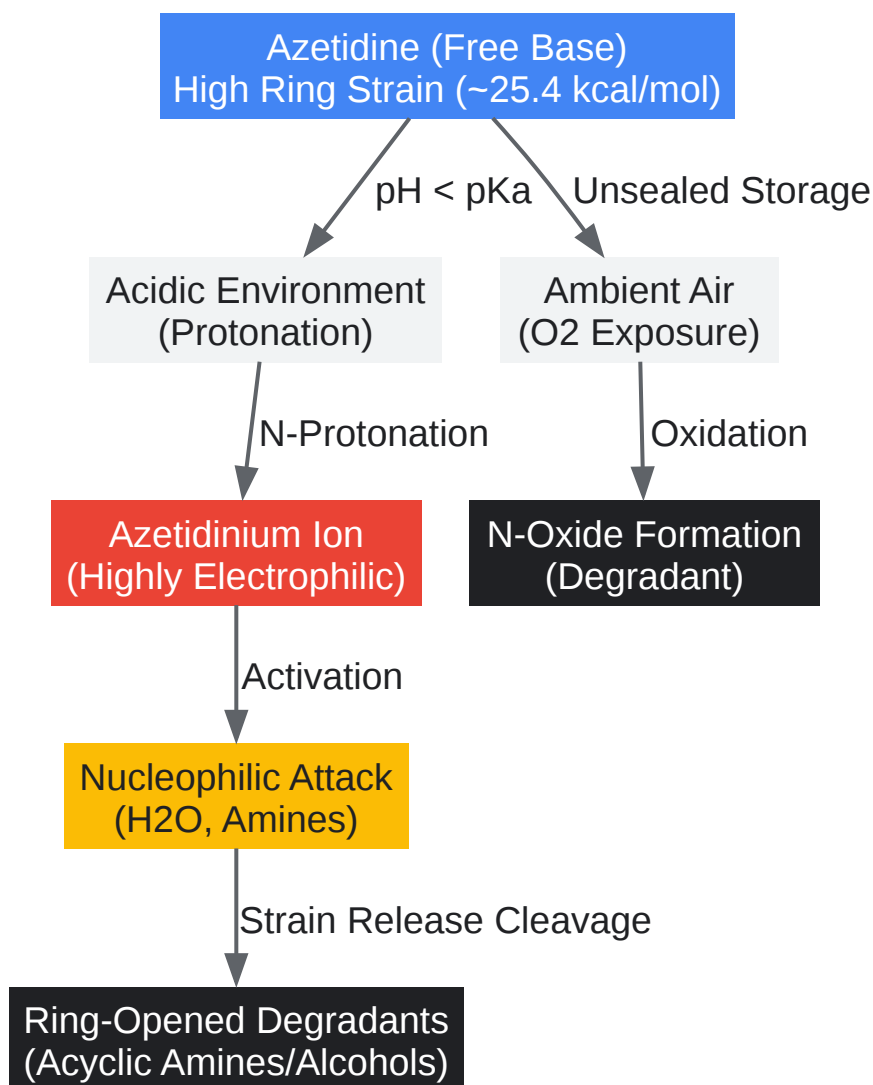 Azetidine (Free Base)
High Ring Strain (~25.4 kcal/mol)
pH < pKa
Unsealed Storage
Acidic Environment
(Protonation)
Ambient Air
(O2 Exposure)
N-Protonation
Oxidation
Azetidinium Ion
(Highly Electrophilic)
N-Oxide Formation
(Degradant)
Activation
Nucleophilic Attack
(H2O, Amines)
Strain Release Cleavage
Ring-Opened Degradants
(Acyclic Amines/Alcohols)